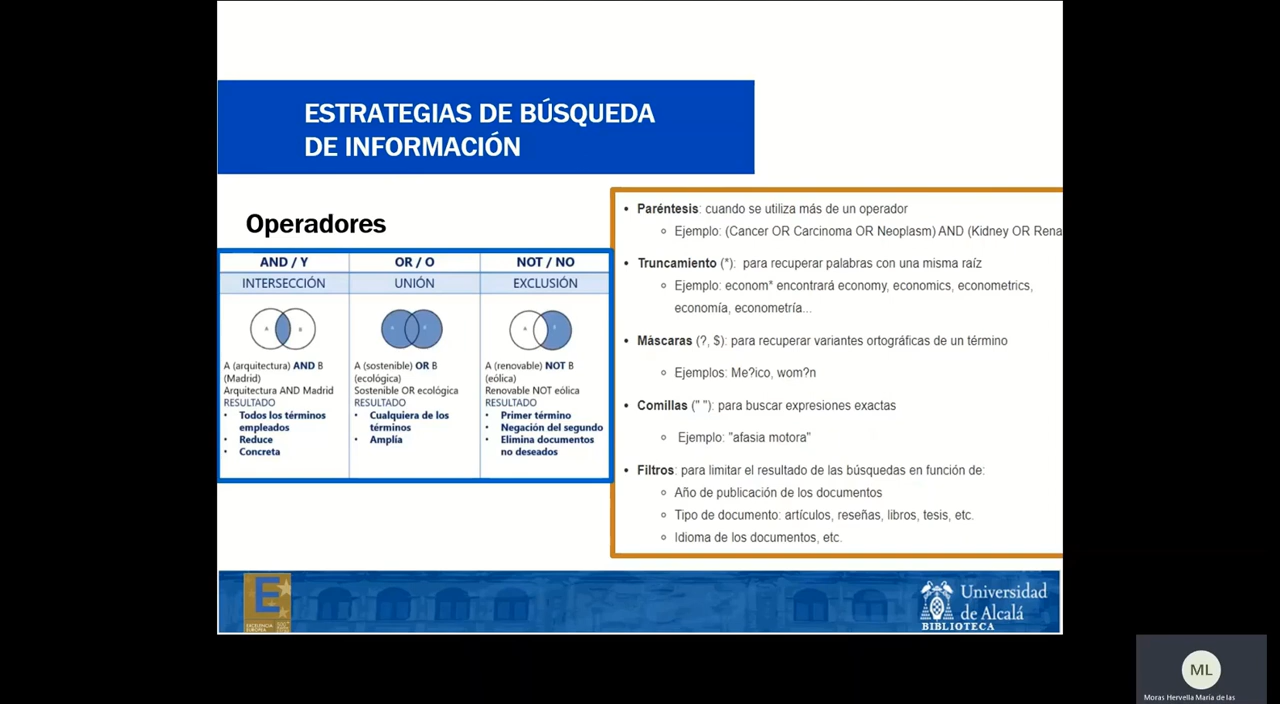 ESTRATEGIAS DE BÚSQUEDA
DE INFORMACIÓN
Operadores
AND / Y
INTERSECCIÓN
A
B
A (arquitectura) AND B
(Madrid)
Arquitectura AND Madrid
RESULTADO
• Todos los términos
empleados
• Reduce
• Concreta
OR / O
UNIÓN
A (sostenible) OR B
(ecológica)
Sostenible OR ecológica
RESULTADO
• Cualquiera de los
términos
• Amplía
NOT / NO
EXCLUSIÓN
A
A (renovable) NOT B
(eólica)
Renovable NOT eólica
RESULTADO
• Primer término
• Negación del segundo
• Elimina documentos
no deseados
• Paréntesis: cuando se utiliza más de un operador
Ejemplo: (Cancer OR Carcinoma OR Neoplasm) AND (Kidney OR Rena
• Truncamiento (*): para recuperar palabras con una misma raíz
Ejemplo: econom* encontrará economy, economics, econometrics,
economía, econometría...
• Máscaras (?, $): para recuperar variantes ortográficas de un término
Ejemplos: Me?ico, wom?n
• Comillas (" "): para buscar expresiones exactas
Ejemplo: "afasia motora"
• Filtros: para limitar el resultado de las búsquedas en función de:
Año de publicación de los documentos
Tipo de documento: artículos, reseñas, libros, tesis, etc.
Idioma de los documentos, etc.
E
EXCELENCIA
EUROPEA
Universidad
de Alcalá
BIBLIOTECA
ML
Moras Hervella María de las